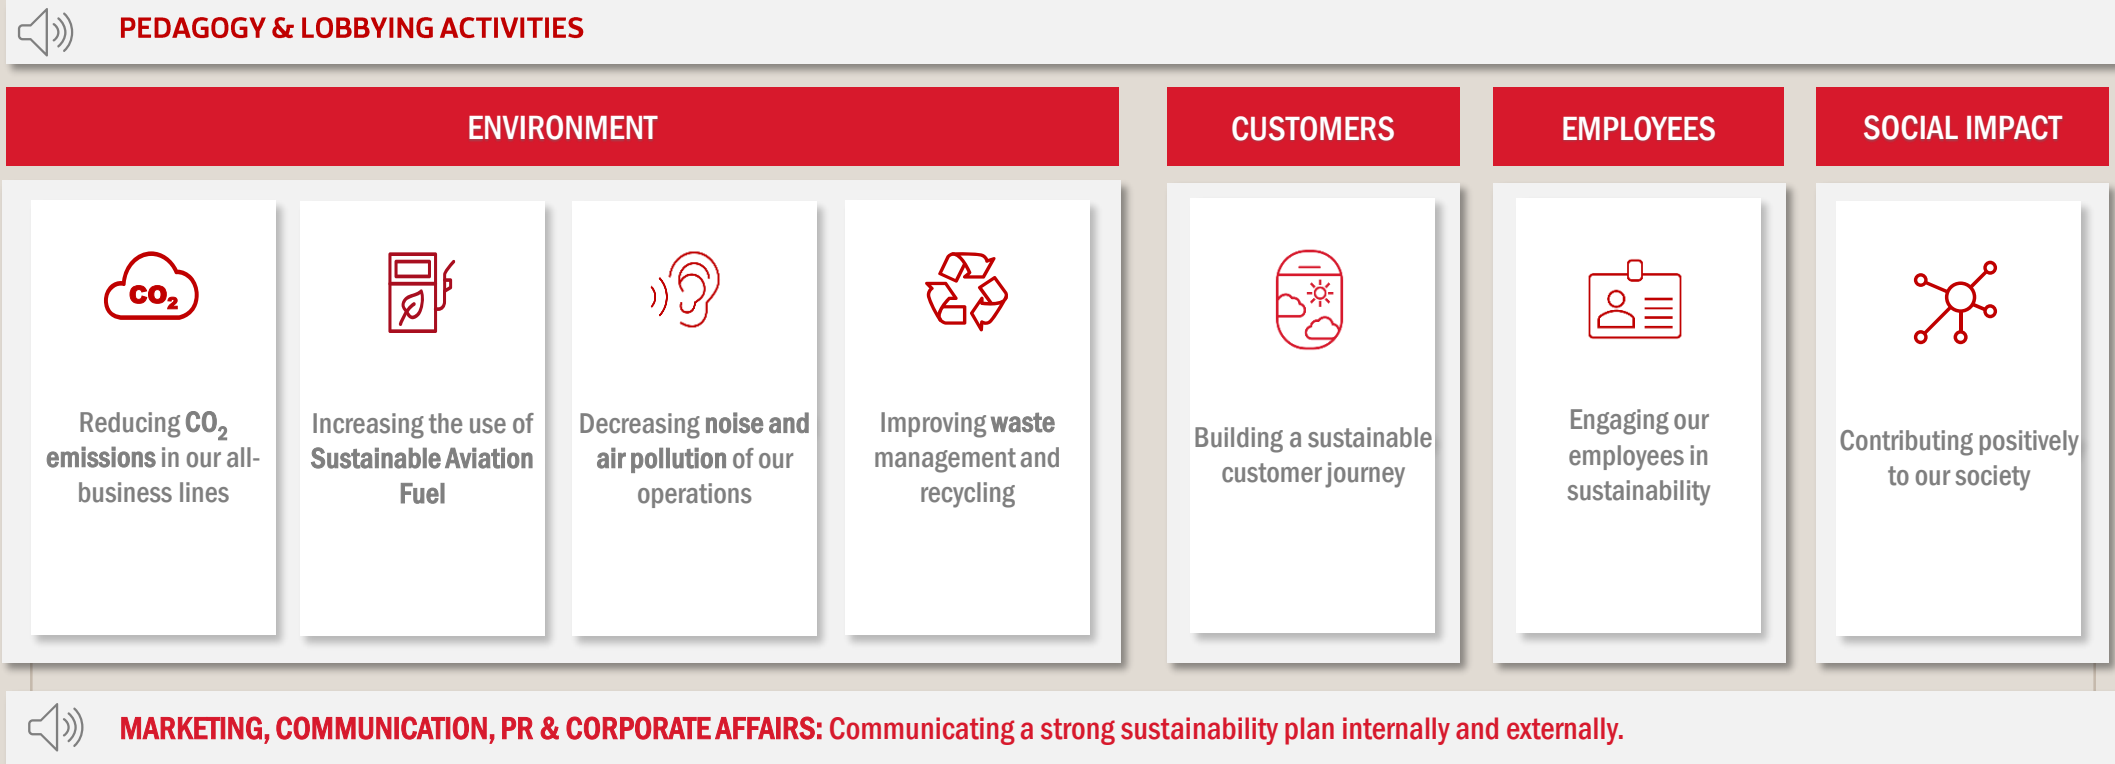 PEDAGOGY & LOBBYING ACTIVITIES
ENVIRONMENT
CUSTOMERS
EMPLOYEES
SOCIAL IMPACT
CO₂
Reducing CO₂
emissions in our all-
business lines
Increasing the use of
Sustainable Aviation
Fuel
Decreasing noise and
air pollution of our
operations
Improving waste
management and
recycling
Building a sustainable
customer journey
Engaging our
employees in
sustainability
Contributing positively
to our society
MARKETING, COMMUNICATION, PR & CORPORATE AFFAIRS: Communicating a strong sustainability plan internally and externally.